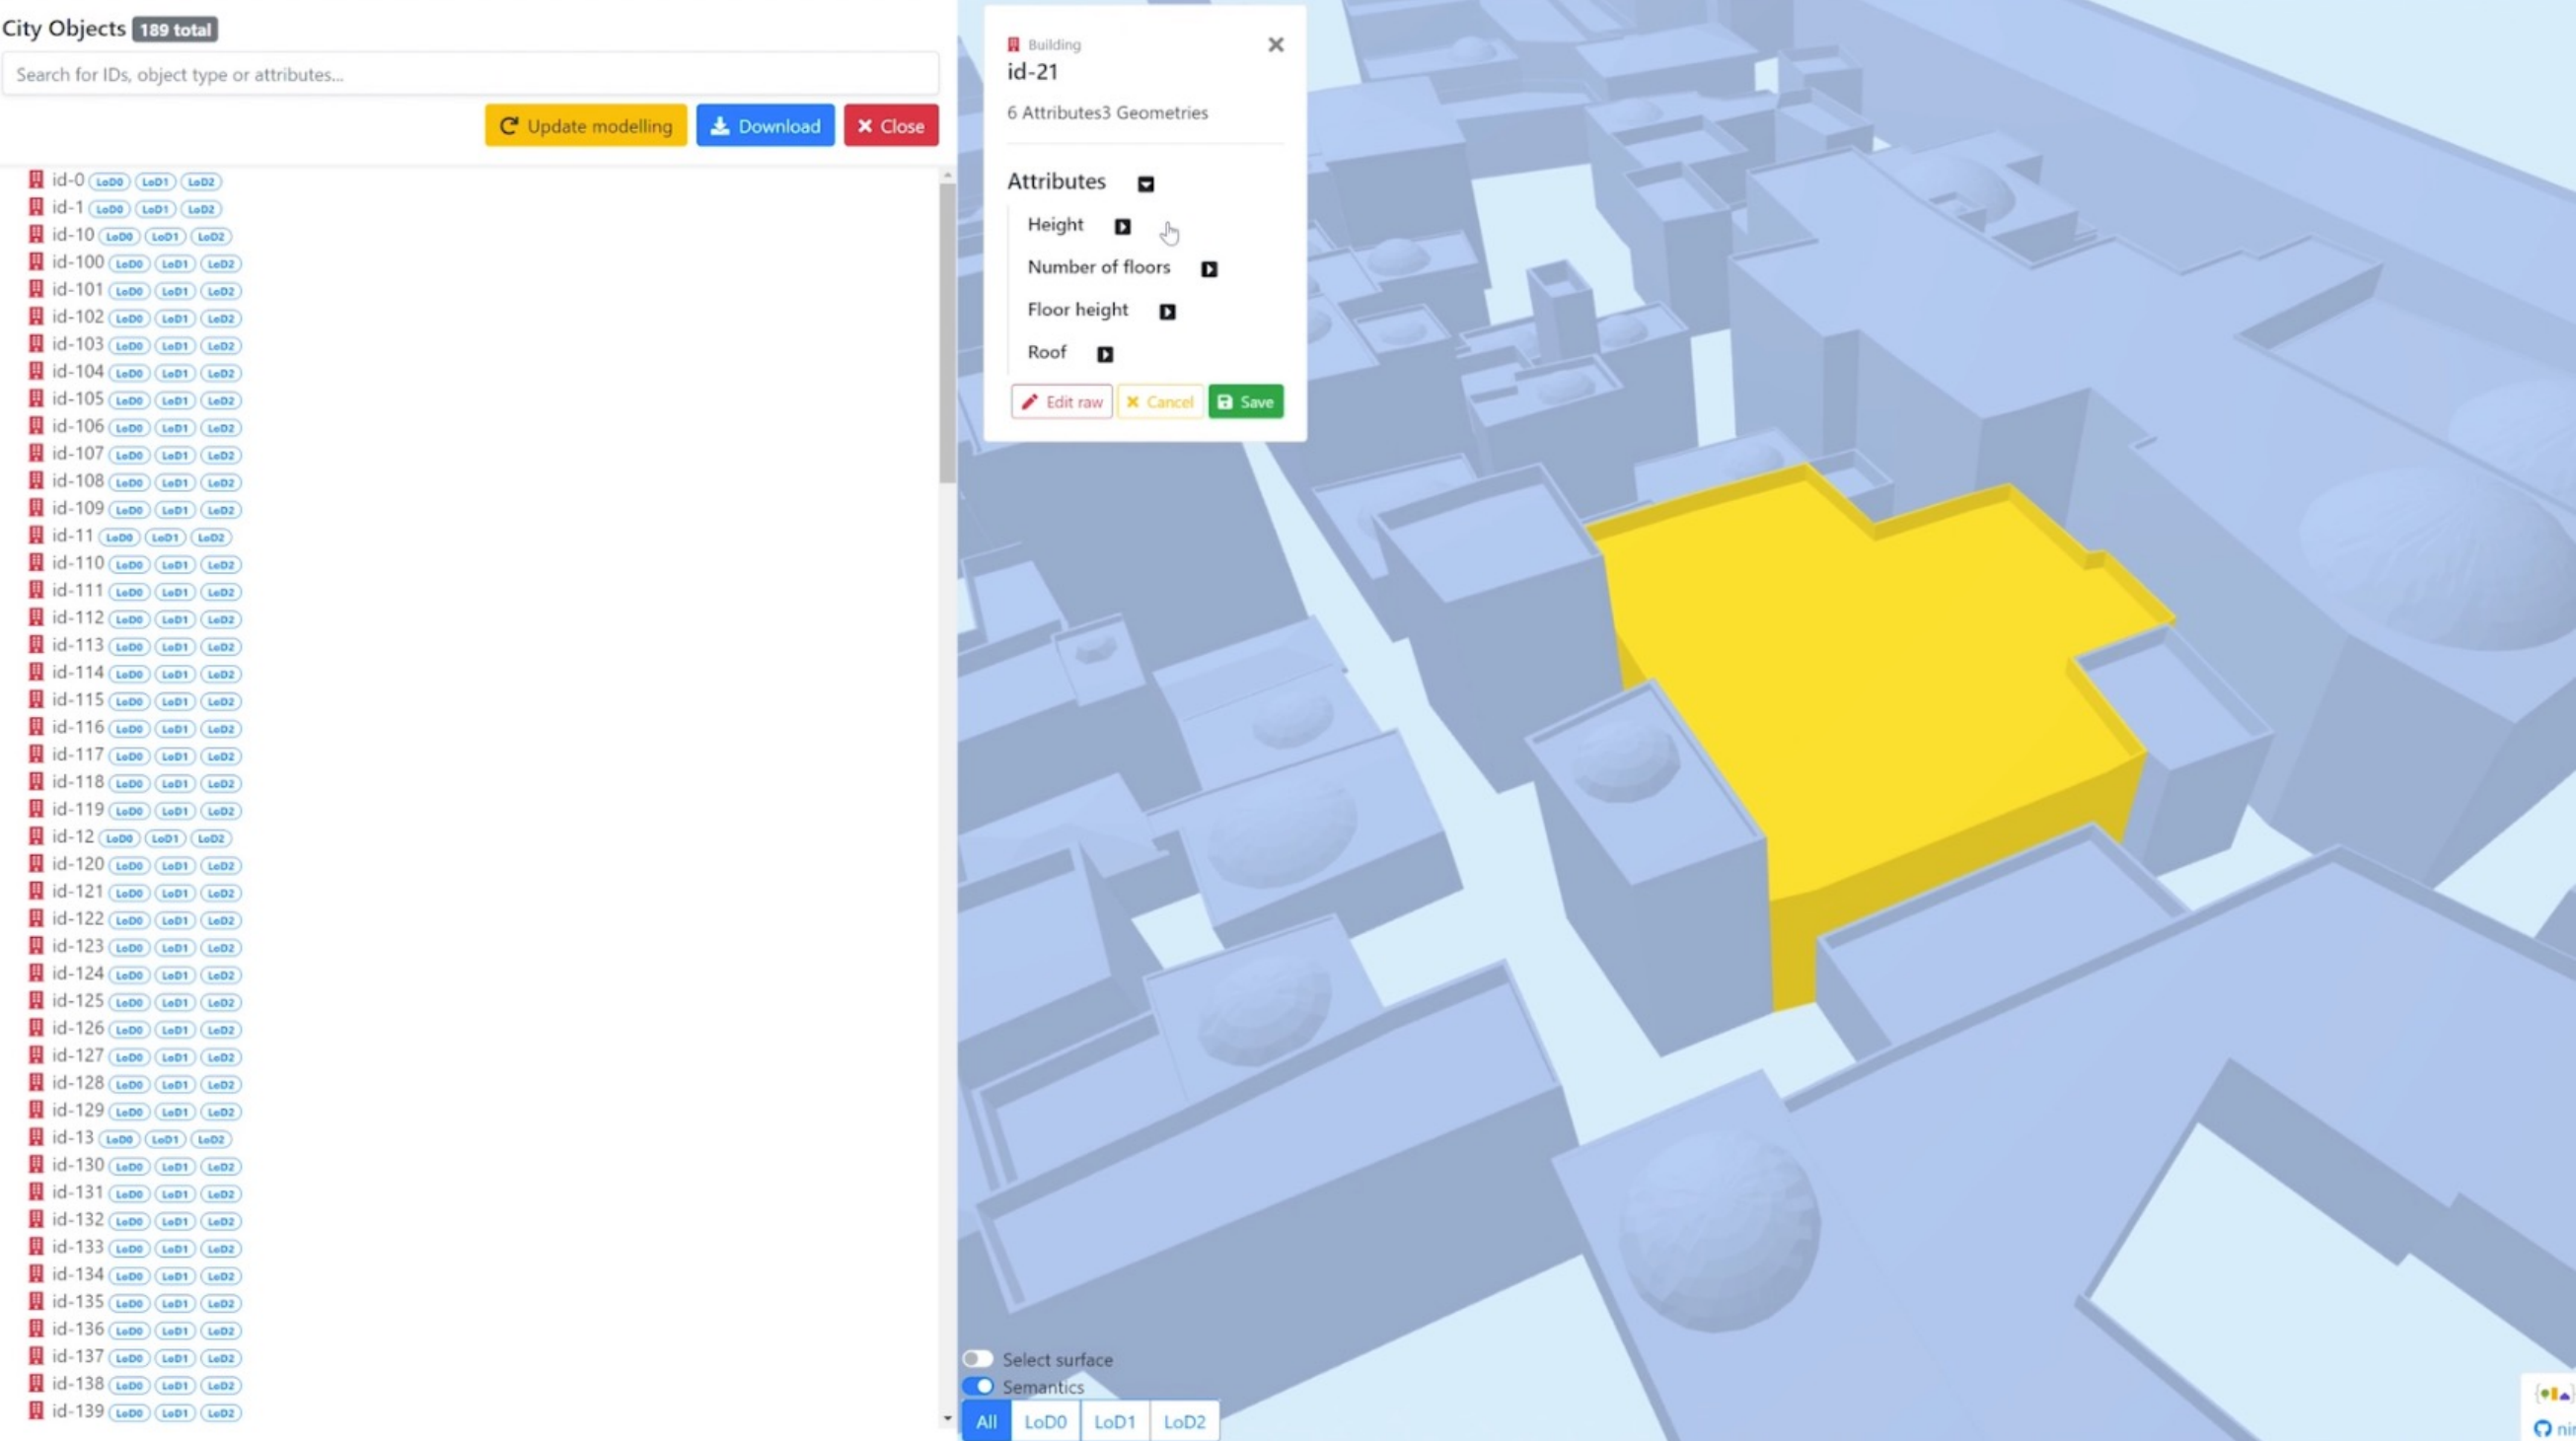 City Objects 189 total
Search for IDs, object type or attributes...
Update modelling Download Close
id-0 LoD0 LoD1 LoD2
id-1 LoD0 LoD1 LoD2
id-10 LoD0 LoD1 LoD2
id-100 LoD0 LoD1 LoD2
id-101 LoD0 LoD1 LoD2
id-102 LoD0 LoD1 LoD2
id-103 LoD0 LoD1 LoD2
id-104 LoD0 LoD1 LoD2
id-105 LoD0 LoD1 LoD2
id-106 LoD0 LoD1 LoD2
id-107 LoD0 LoD1 LoD2
id-108 LoD0 LoD1 LoD2
id-109 LoD0 LoD1 LoD2
id-11 LoD0 LoD1 LoD2
id-110 LoD0 LoD1 LoD2
id-111 LoD0 LoD1 LoD2
id-112 LoD0 LoD1 LoD2
id-113 LoD0 LoD1 LoD2
id-114 LoD0 LoD1 LoD2
id-115 LoD0 LoD1 LoD2
id-116 LoD0 LoD1 LoD2
id-117 LoD0 LoD1 LoD2
id-118 LoD0 LoD1 LoD2
id-119 LoD0 LoD1 LoD2
id-12 LoD0 LoD1 LoD2
id-120 LoD0 LoD1 LoD2
id-121 LoD0 LoD1 LoD2
id-122 LoD0 LoD1 LoD2
id-123 LoD0 LoD1 LoD2
id-124 LoD0 LoD1 LoD2
id-125 LoD0 LoD1 LoD2
id-126 LoD0 LoD1 LoD2
id-127 LoD0 LoD1 LoD2
id-128 LoD0 LoD1 LoD2
id-129 LoD0 LoD1 LoD2
id-13 LoD0 LoD1 LoD2
id-130 LoD0 LoD1 LoD2
id-131 LoD0 LoD1 LoD2
id-132 LoD0 LoD1 LoD2
id-133 LoD0 LoD1 LoD2
id-134 LoD0 LoD1 LoD2
id-135 LoD0 LoD1 LoD2
id-136 LoD0 LoD1 LoD2
id-137 LoD0 LoD1 LoD2
id-138 LoD0 LoD1 LoD2
id-139 LoD0 LoD1 LoD2
Building
id-21
6 Attributes3 Geometries
Attributes
Height
Number of floors
Floor height
Roof
Edit raw Cancel Save
Select surface
Semantics
All LoD0 LoD1 LoD2